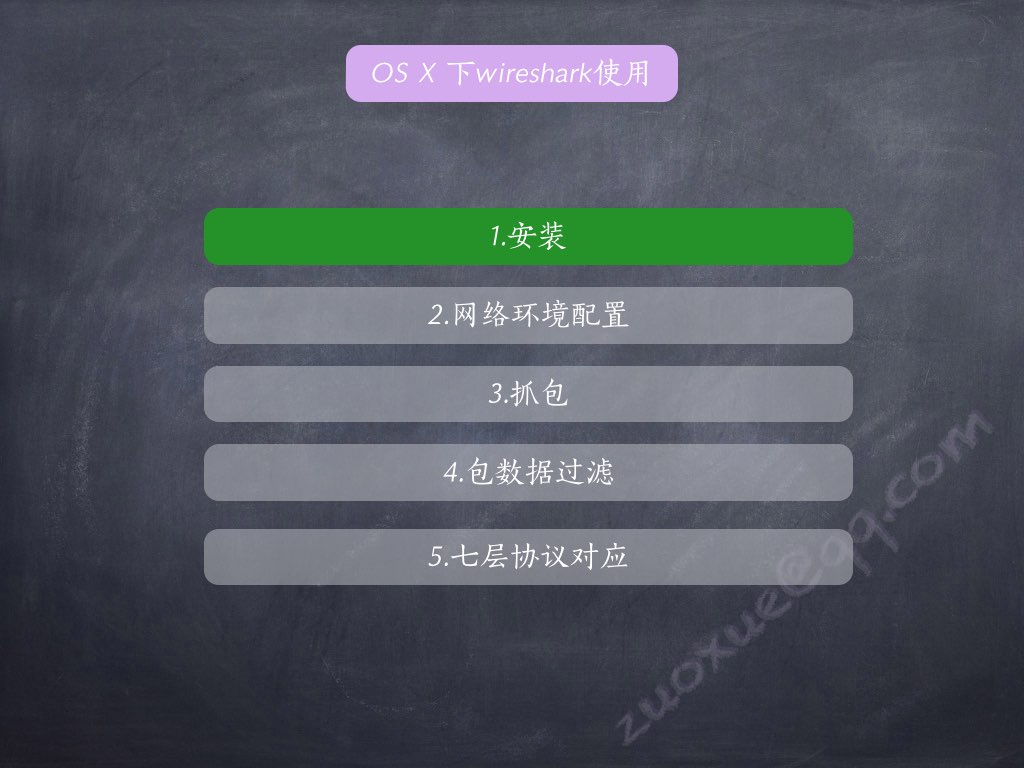 OS X 下wireshark使用
1.安装
2.网络环境配置
3.抓包
4.包数据过滤
5.七层协议对应
zuoxue@qq.com